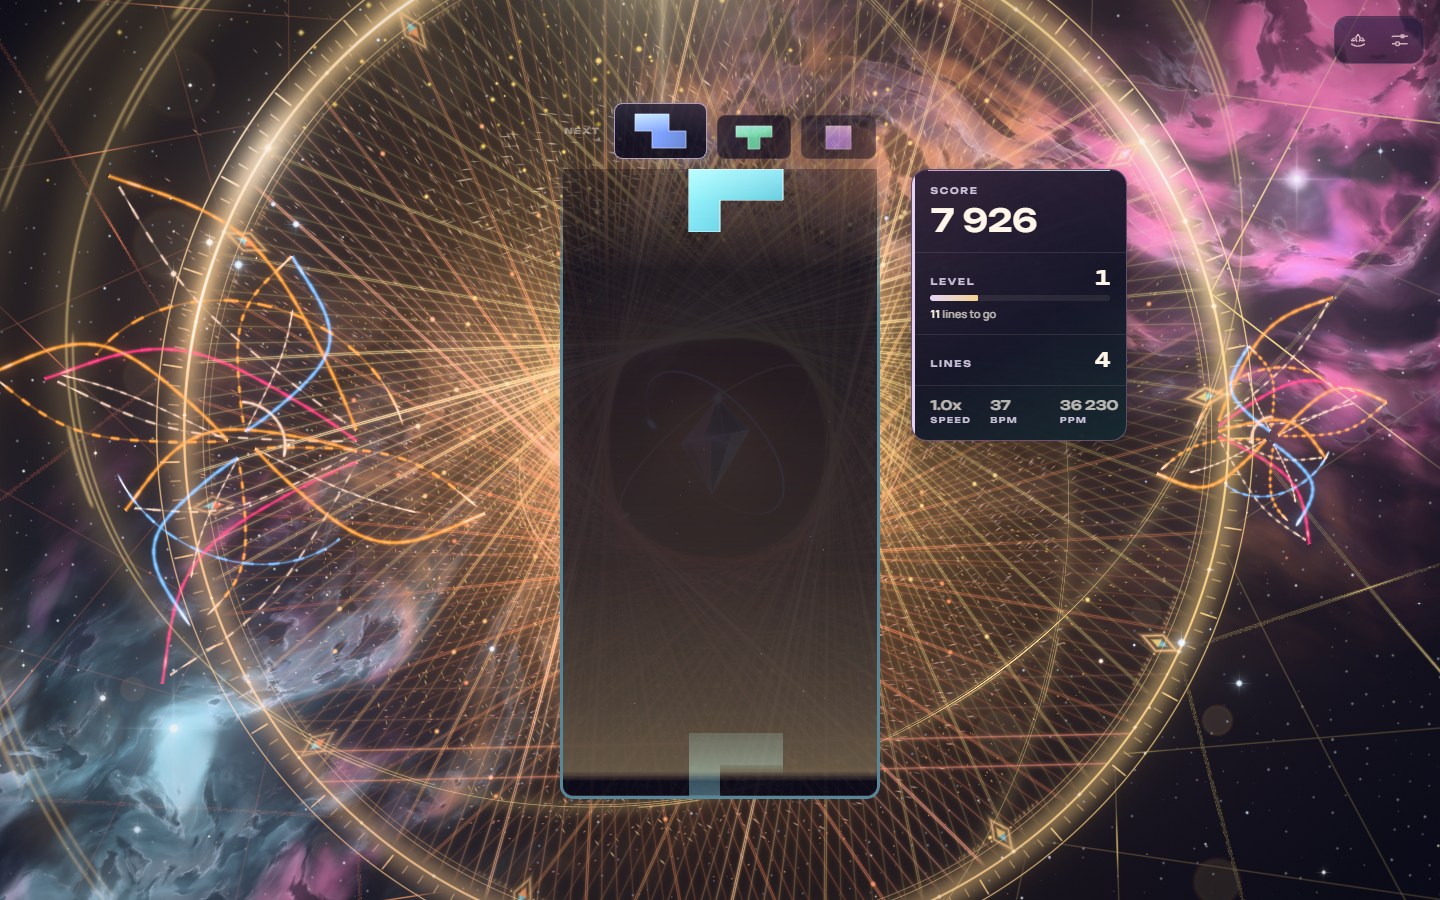 NEXT
SCORE
7 926
LEVEL 1
11 lines to go
LINES 4
1.0x 37 36 230
SPEED BPM PPM